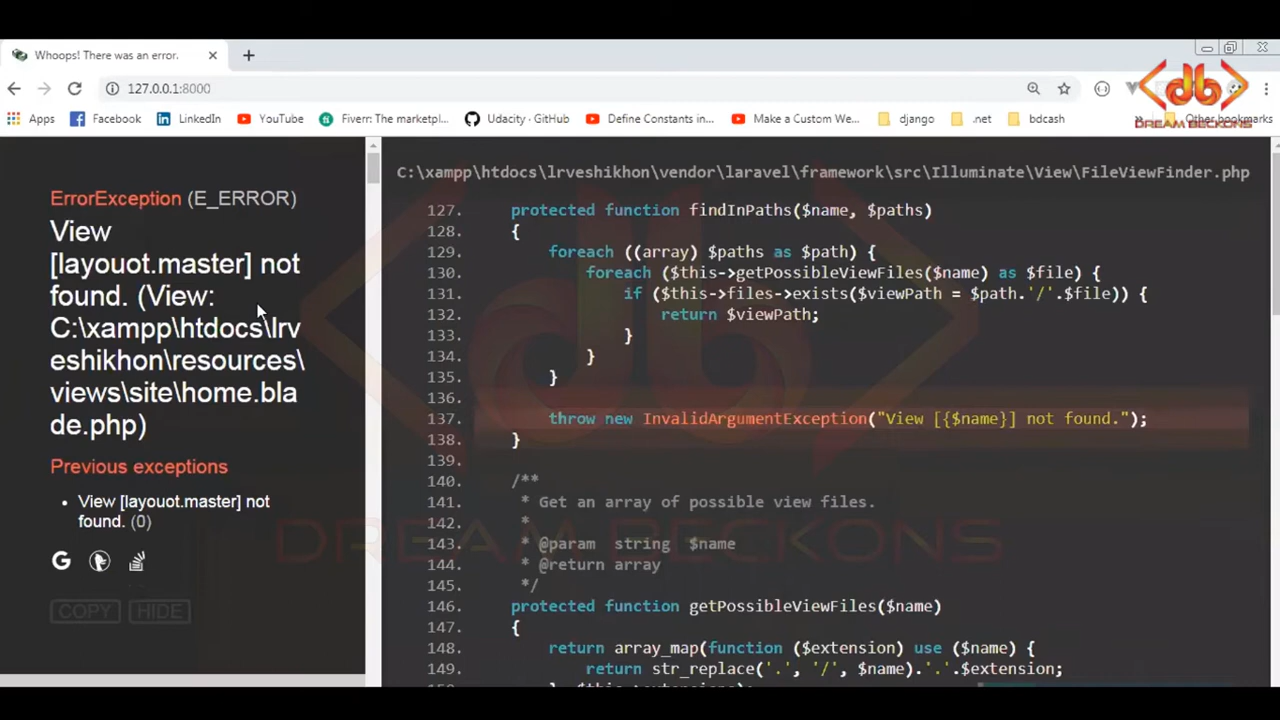 Whoops! There was an error.
127.0.0.1:8000
Apps Facebook LinkedIn YouTube Fiverr: The marketpl... Udacity · GitHub Define Constants in... Make a Custom We... django .net bdcash » Other bookmarks
db
DREAM BECKONS
ErrorException (E_ERROR)
View
[layouot.master] not
found. (View:
C:\xampp\htdocs\lrv
eshikhon\resources\
views\site\home.bla
de.php)
Previous exceptions
• View [layouot.master] not
found. (0)
COPY HIDE
C:\xampp\htdocs\lrveshikhon\vendor\laravel\framework\src\Illuminate\View\FileViewFinder.php
127. protected function findInPaths($name, $paths)
128. {
129. foreach ((array) $paths as $path) {
130. foreach ($this->getPossibleViewFiles($name) as $file) {
131. if ($this->files->exists($viewPath = $path.'/'.$file)) {
132. return $viewPath;
133. }
134. }
135. }
136.
137. throw new InvalidArgumentException("View [{$name}] not found.");
138. }
139.
140. /**
141. * Get an array of possible view files.
142. *
143. * @param string $name
144. * @return array
145. */
146. protected function getPossibleViewFiles($name)
147. {
148. return array_map(function ($extension) use ($name) {
149. return str_replace('.', '/', $name).'.'.$extension;
DREAM BECKONS